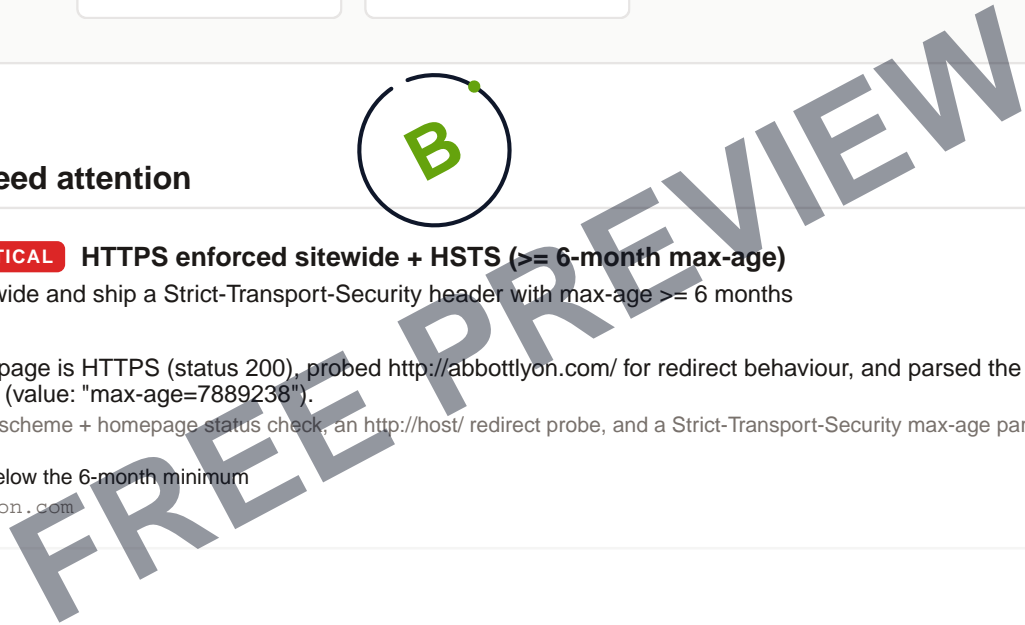 B
eed attention
TICAL HTTPS enforced sitewide + HSTS (>= 6-month max-age)
wide and ship a Strict-Transport-Security header with max-age >= 6 months
page is HTTPS (status 200), probed http://abbottlyon.com/ for redirect behaviour, and parsed the
(value: "max-age=7889238").
scheme + homepage status check, an http://host/ redirect probe, and a Strict-Transport-Security max-age par
elow the 6-month minimum
on.com
FREE PREVIEW